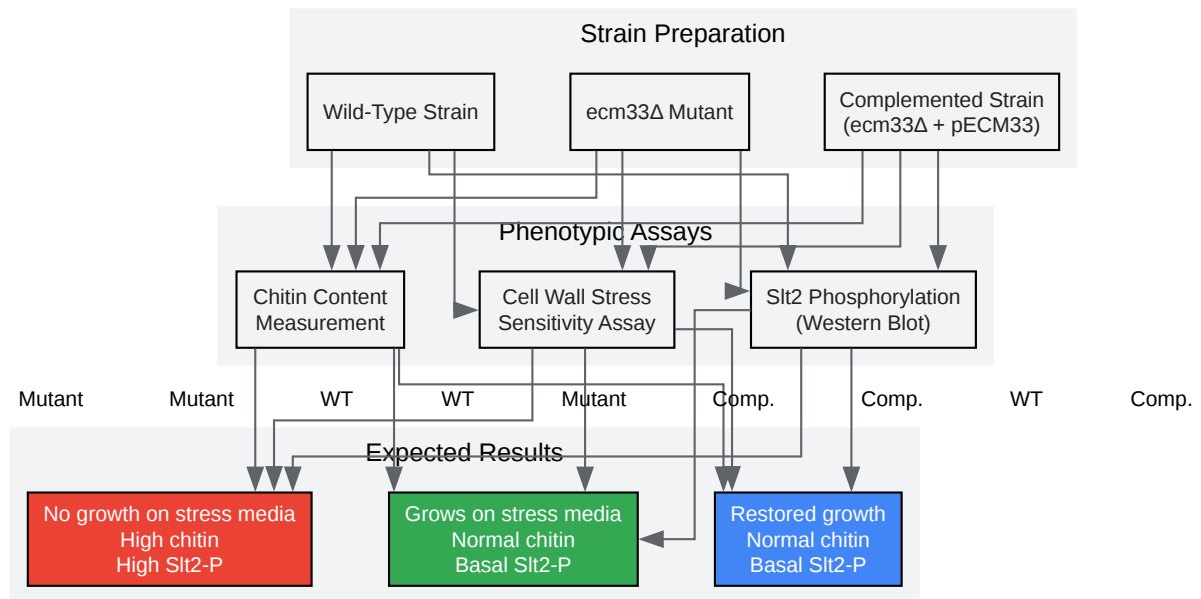 Strain Preparation
Wild-Type Strain
ecm33Δ Mutant
Complemented Strain
(ecm33Δ + pECM33)
Phenotypic Assays
Chitin Content
Measurement
Cell Wall Stress
Sensitivity Assay
Slt2 Phosphorylation
(Western Blot)
Mutant
Mutant
WT
WT
Mutant
Comp.
Comp.
WT
Comp.
Expected Results
No growth on stress media
High chitin
High Slt2-P
Grows on stress media
Normal chitin
Basal Slt2-P
Restored growth
Normal chitin
Basal Slt2-P